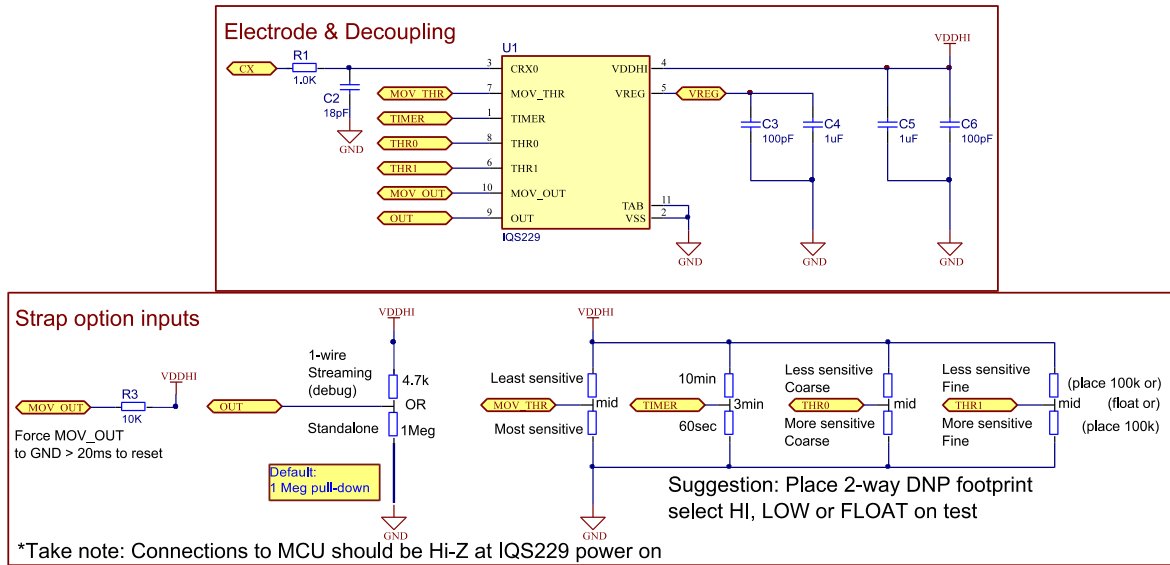 Electrode & Decoupling
U1
VDDHI
CX
R1
1.0K
C2
18pF
GND
3
CRX0
VDDHI
4
MOV_THR
7
MOV_THR
VREG
5
VREG
TIMER
1
TIMER
THR0
8
THR0
THR1
6
THR1
MOV_OUT
10
MOV_OUT
OUT
9
OUT
TAB
11
VSS
2
IQS229
GND
C3
100pF
C4
1uF
C5
1uF
C6
100pF
GND
GND
Strap option inputs
VDDHI
R3
MOV_OUT
10K
Force MOV_OUT
to GND > 20ms to reset
VDDHI
1-wire
Streaming
(debug)
4.7k
OUT
OR
Standalone
1Meg
Default:
1 Meg pull-down
GND
VDDHI
Least sensitive
MOV_THR
mid
Most sensitive
10min
TIMER
3min
60sec
Less sensitive
Coarse
THR0
mid
More sensitive
Coarse
Less sensitive
Fine
THR1
mid
More sensitive
Fine
(place 100k or)
(float or)
(place 100k)
GND
Suggestion: Place 2-way DNP footprint
select HI, LOW or FLOAT on test
*Take note: Connections to MCU should be Hi-Z at IQS229 power on